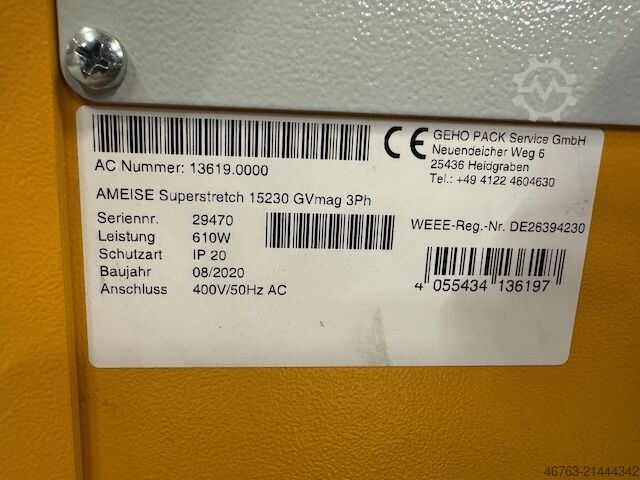 AC Nummer: 13619.0000
CE
GEHO PACK Service GmbH
Neuendeicher Weg 6
25436 Heidgraben
Tel.: +49 4122 4604630
AMEISE Superstretch 15230 GVmag 3Ph
Seriennr. 29470
Leistung 610W
Schutzart IP 20
Baujahr 08/2020
Anschluss 400V/50Hz AC
WEEE-Reg.-Nr. DE26394230
4 055434 136197
46763-21444342